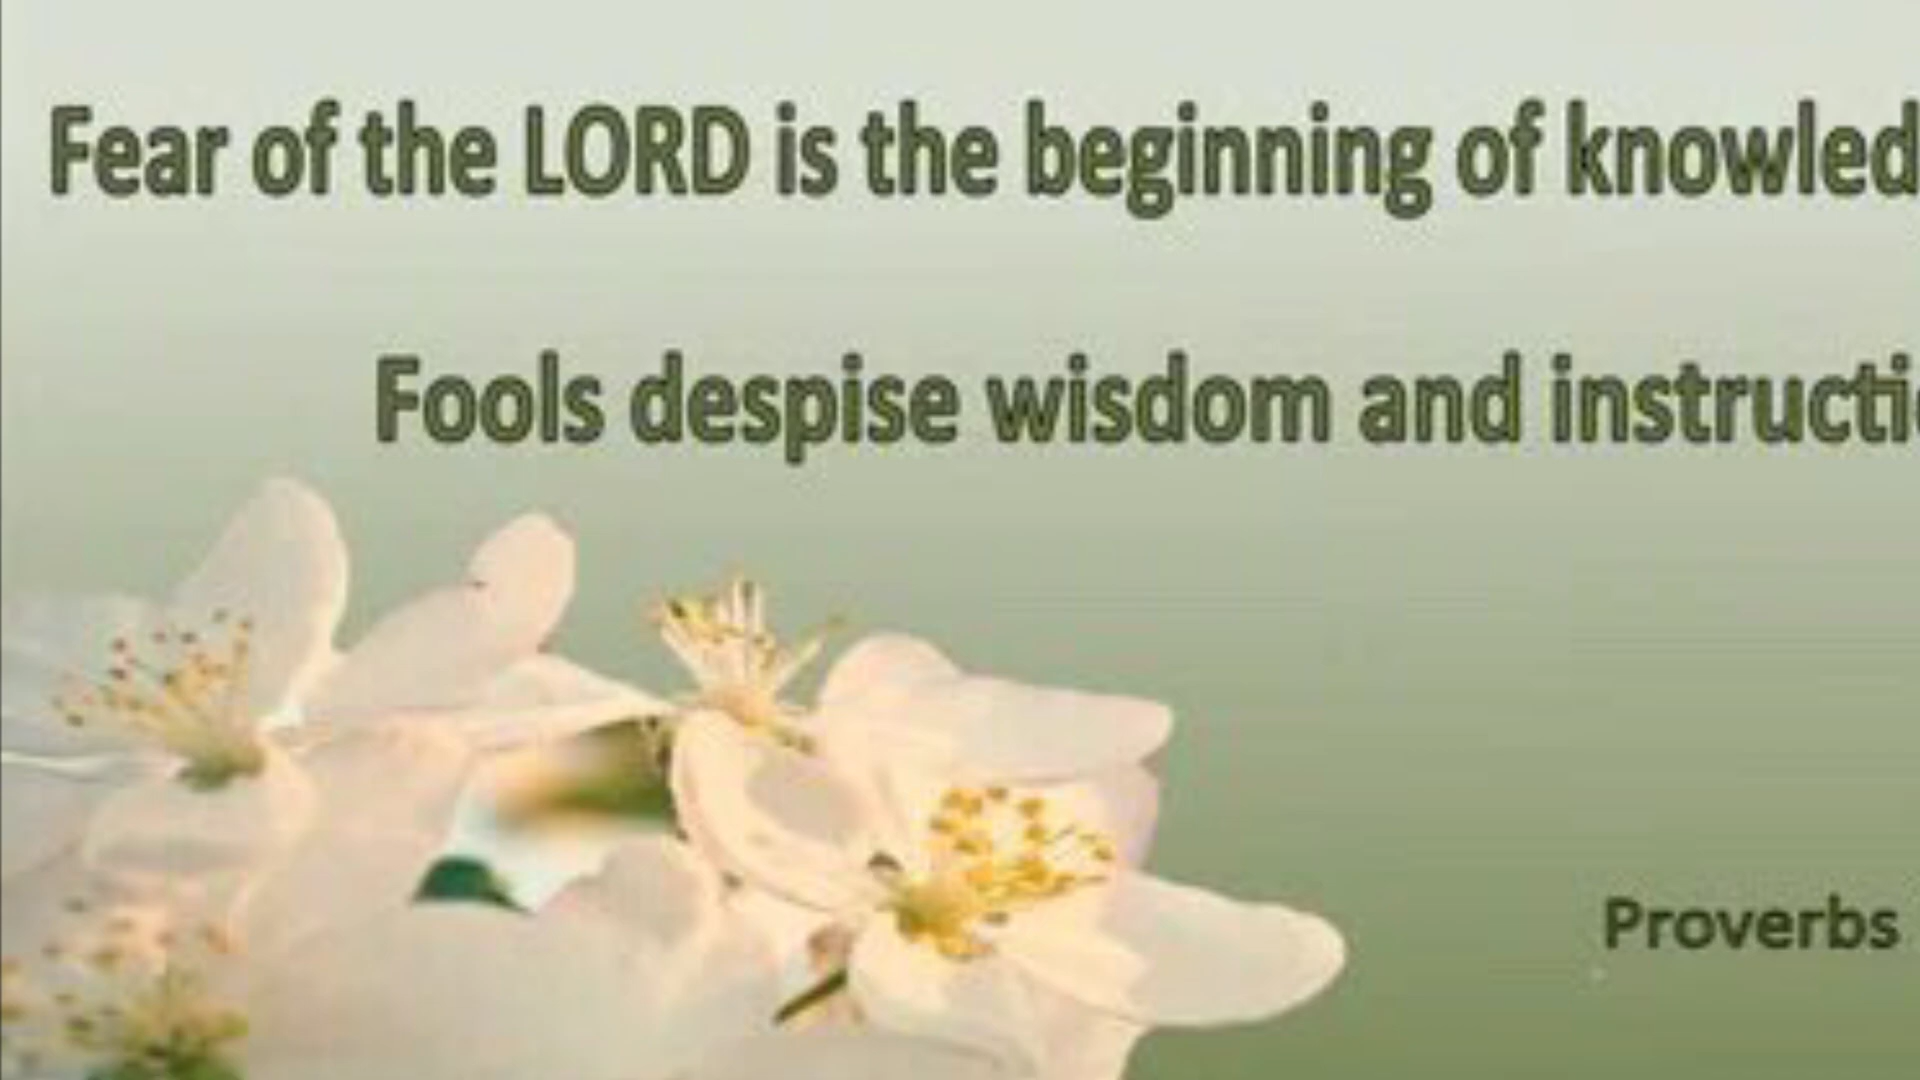 Fear of the LORD is the beginning of knowled
Fools despise wisdom and instructi
Proverbs